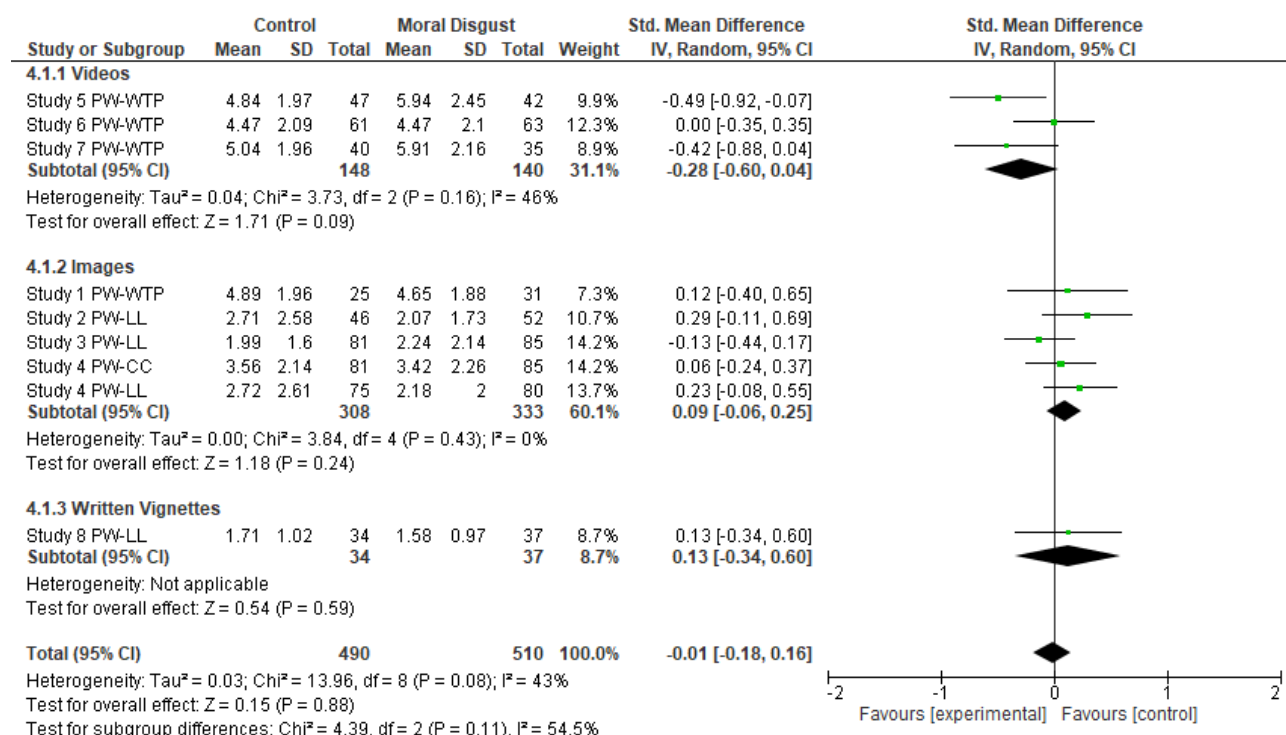 Control Moral Disgust Std. Mean Difference Std. Mean Difference
Study or Subgroup Mean SD Total Mean SD Total Weight IV, Random, 95% CI IV, Random, 95% CI
4.1.1 Videos
Study 5 PW-WTP 4.84 1.97 47 5.94 2.45 42 9.9% -0.49 [-0.92, -0.07]
Study 6 PW-WTP 4.47 2.09 61 4.47 2.1 63 12.3% 0.00 [-0.35, 0.35]
Study 7 PW-WTP 5.04 1.96 40 5.91 2.16 35 8.9% -0.42 [-0.88, 0.04]
Subtotal (95% CI) 148 140 31.1% -0.28 [-0.60, 0.04]
Heterogeneity: Tau² = 0.04; Chi² = 3.73, df = 2 (P = 0.16); I² = 46%
Test for overall effect: Z = 1.71 (P = 0.09)
4.1.2 Images
Study 1 PW-WTP 4.89 1.96 25 4.65 1.88 31 7.3% 0.12 [-0.40, 0.65]
Study 2 PW-LL 2.71 2.58 46 2.07 1.73 52 10.7% 0.29 [-0.11, 0.69]
Study 3 PW-LL 1.99 1.6 81 2.24 2.14 85 14.2% -0.13 [-0.44, 0.17]
Study 4 PW-CC 3.56 2.14 81 3.42 2.26 85 14.2% 0.06 [-0.24, 0.37]
Study 4 PW-LL 2.72 2.61 75 2.18 2 80 13.7% 0.23 [-0.08, 0.55]
Subtotal (95% CI) 308 333 60.1% 0.09 [-0.06, 0.25]
Heterogeneity: Tau² = 0.00; Chi² = 3.84, df = 4 (P = 0.43); I² = 0%
Test for overall effect: Z = 1.18 (P = 0.24)
4.1.3 Written Vignettes
Study 8 PW-LL 1.71 1.02 34 1.58 0.97 37 8.7% 0.13 [-0.34, 0.60]
Subtotal (95% CI) 34 37 8.7% 0.13 [-0.34, 0.60]
Heterogeneity: Not applicable
Test for overall effect: Z = 0.54 (P = 0.59)
Total (95% CI) 490 510 100.0% -0.01 [-0.18, 0.16]
Heterogeneity: Tau² = 0.03; Chi² = 13.96, df = 8 (P = 0.08); I² = 43%
Test for overall effect: Z = 0.15 (P = 0.88)
Test for subgroup differences: Chi² = 4.39, df = 2 (P = 0.11), I² = 54.5%
-2 -1 0 1 2
Favours [experimental] Favours [control]